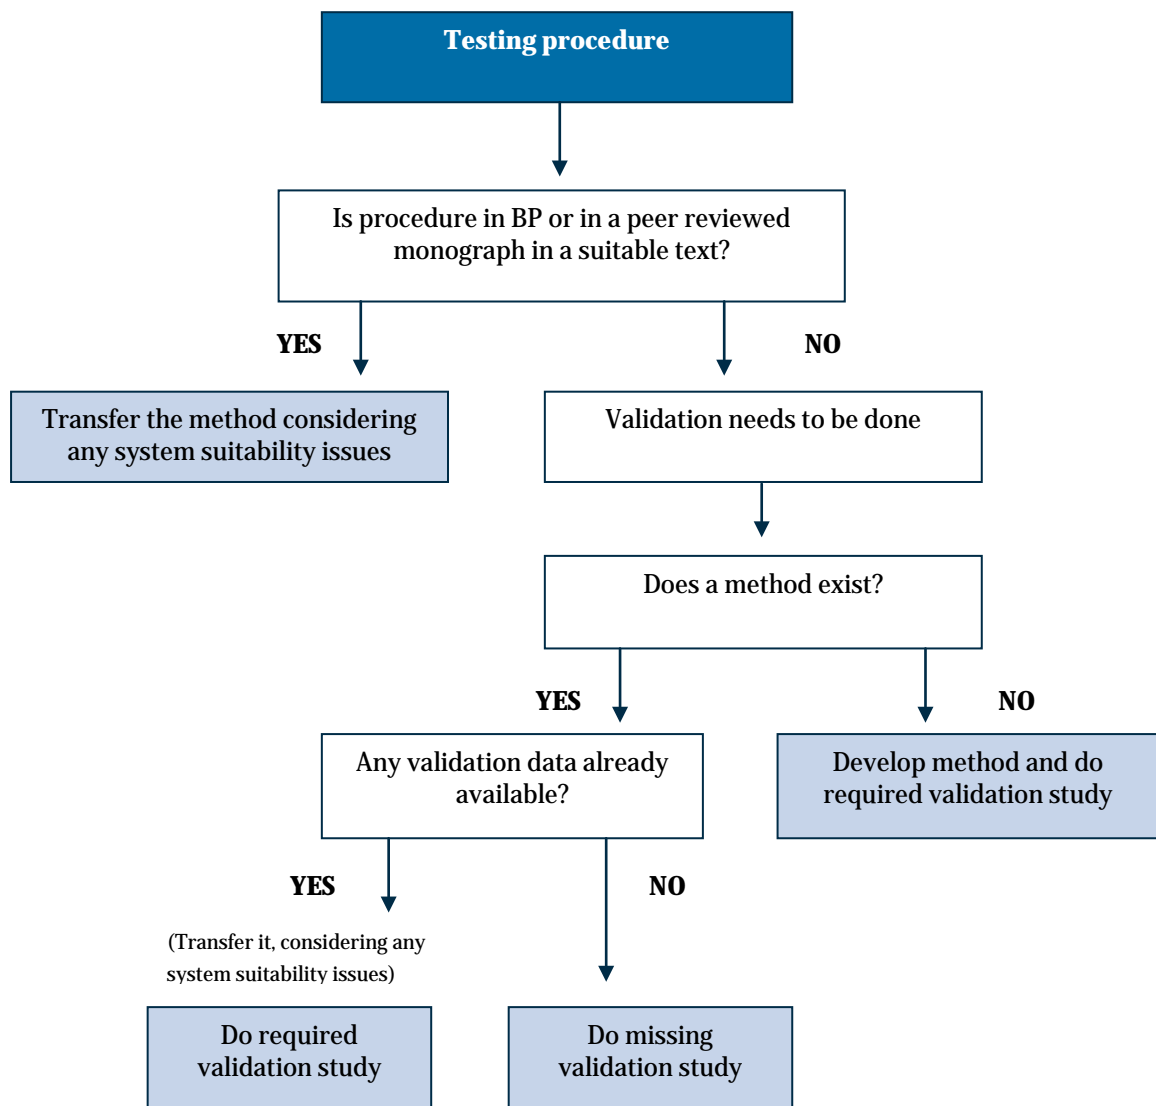 Testing procedure
Is procedure in BP or in a peer reviewed
monograph in a suitable text?
YES
NO
Transfer the method considering
any system suitability issues
Validation needs to be done
Does a method exist?
YES
NO
Any validation data already
available?
Develop method and do
required validation study
YES
NO
(Transfer it, considering any
system suitability issues)
Do required
validation study
Do missing
validation study